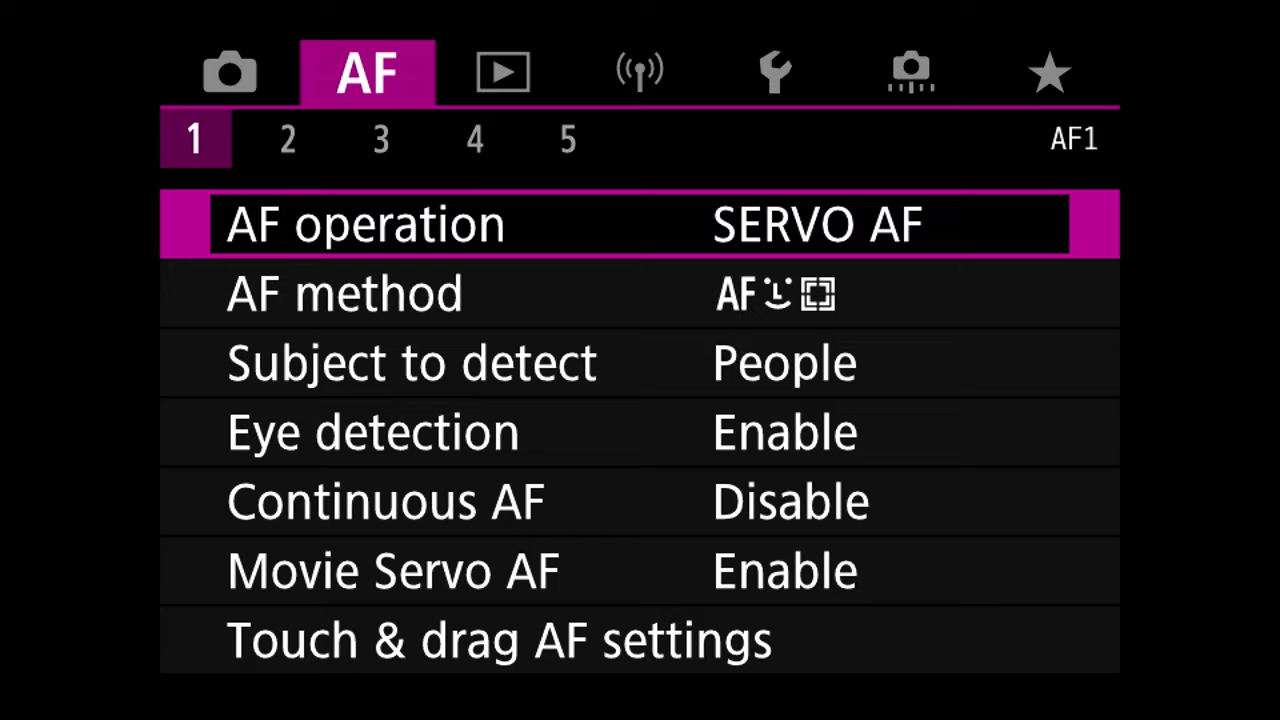 AF
1 2 3 4 5 AF1
AF operation SERVO AF
AF method AF
Subject to detect People
Eye detection Enable
Continuous AF Disable
Movie Servo AF Enable
Touch & drag AF settings